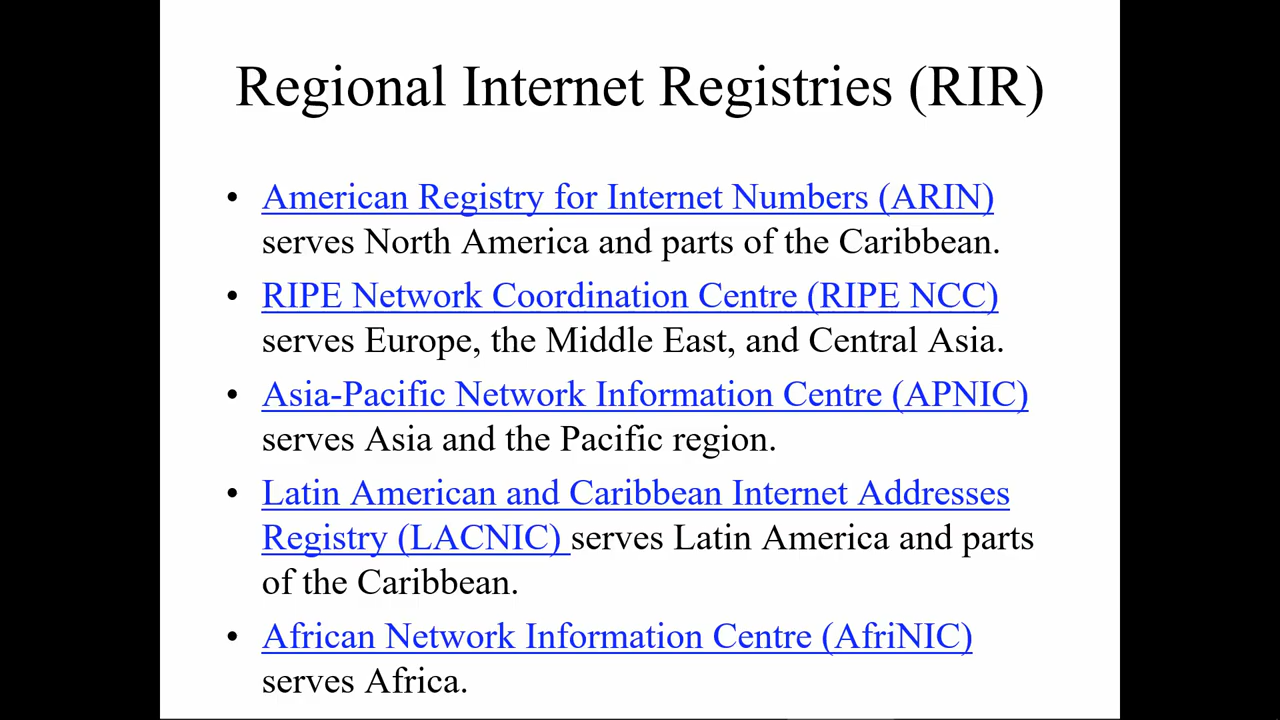 Regional Internet Registries (RIR)
• American Registry for Internet Numbers (ARIN)
serves North America and parts of the Caribbean.
• RIPE Network Coordination Centre (RIPE NCC)
serves Europe, the Middle East, and Central Asia.
• Asia-Pacific Network Information Centre (APNIC)
serves Asia and the Pacific region.
• Latin American and Caribbean Internet Addresses
Registry (LACNIC) serves Latin America and parts
of the Caribbean.
• African Network Information Centre (AfriNIC)
serves Africa.